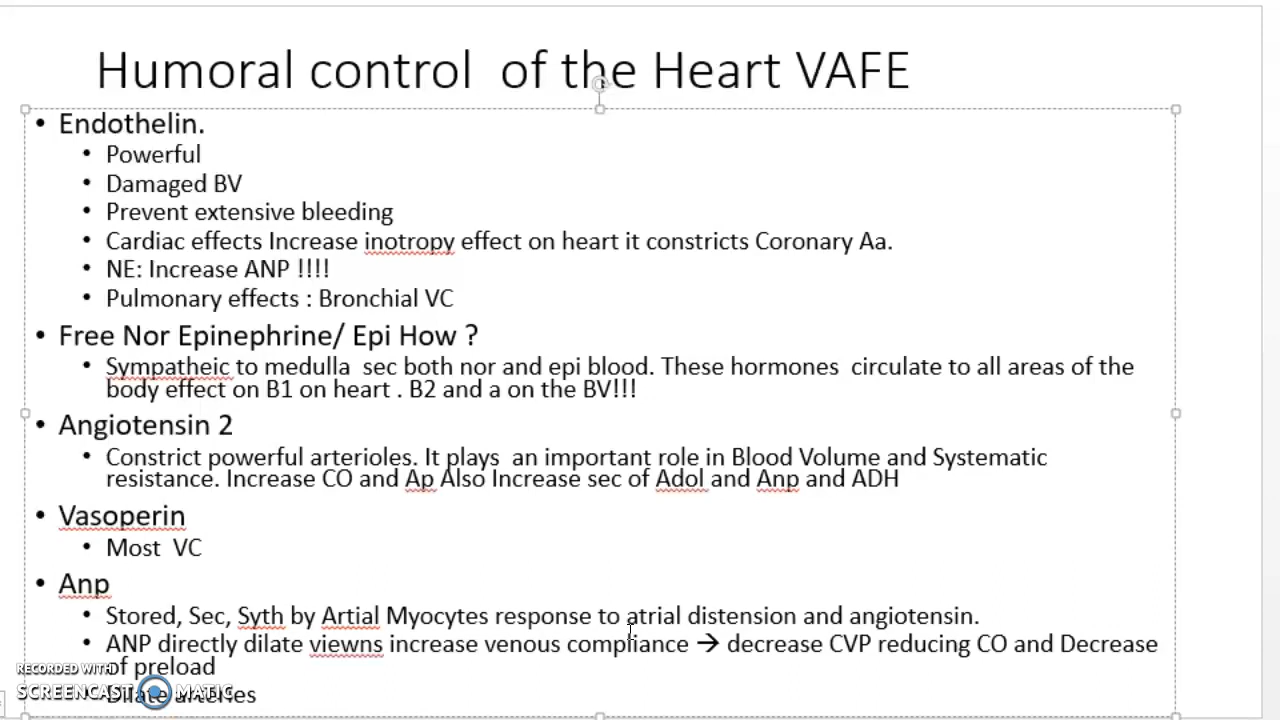 Humoral control of the Heart VAFE
• Endothelin.
• Powerful
• Damaged BV
• Prevent extensive bleeding
• Cardiac effects Increase inotropy effect on heart it constricts Coronary Aa.
• NE: Increase ANP !!!!
• Pulmonary effects : Bronchial VC
• Free Nor Epinephrine/ Epi How ?
• Sympatheic to medulla sec both nor and epi blood. These hormones circulate to all areas of the
body effect on B1 on heart . B2 and a on the BV!!!
• Angiotensin 2
• Constrict powerful arterioles. It plays an important role in Blood Volume and Systematic
resistance. Increase CO and Ap Also Increase sec of Adol and Anp and ADH
• Vasoperin
• Most VC
• Anp
• Stored, Sec, Syth by Artial Myocytes response to atrial distension and angiotensin.
• ANP directly dilate viewns increase venous compliance → decrease CVP reducing CO and Decrease
of preload
• Dilate arteries
RECORDED WITH
SCREENCAST MATIC